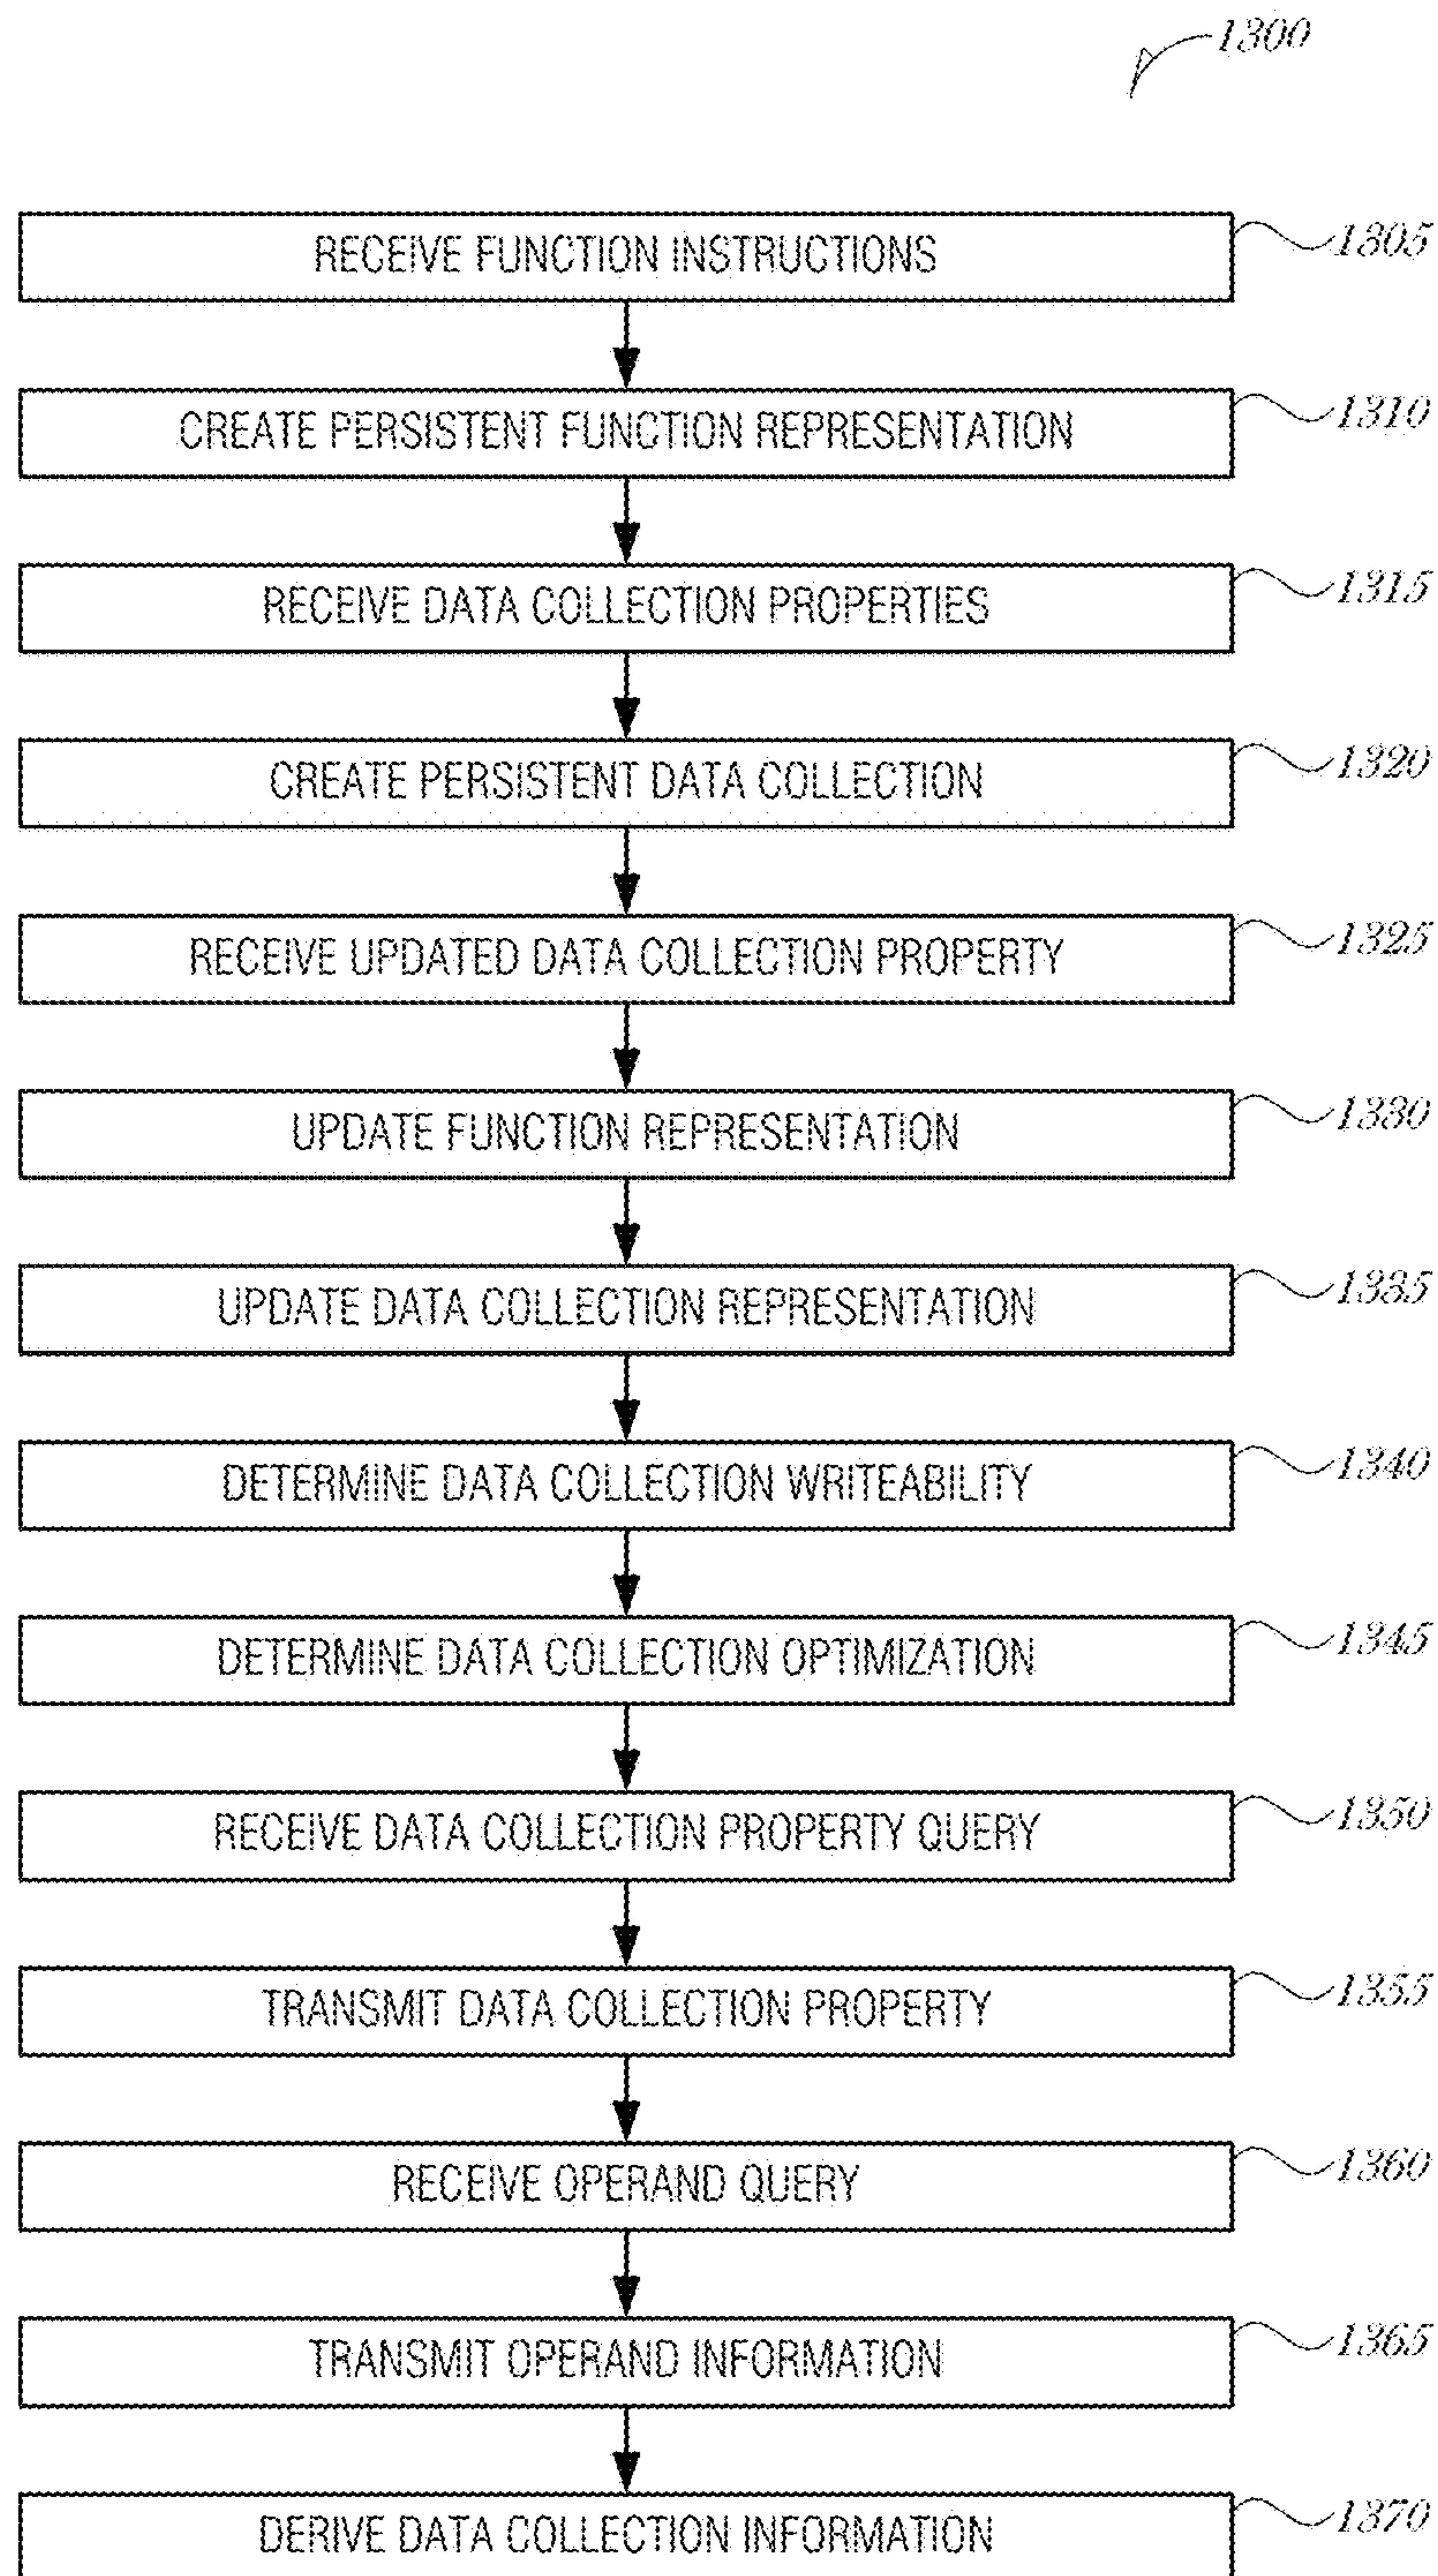 1300
RECEIVE FUNCTION INSTRUCTIONS 1305
CREATE PERSISTENT FUNCTION REPRESENTATION 1310
RECEIVE DATA COLLECTION PROPERTIES 1315
CREATE PERSISTENT DATA COLLECTION 1320
RECEIVE UPDATED DATA COLLECTION PROPERTY 1325
UPDATE FUNCTION REPRESENTATION 1330
UPDATE DATA COLLECTION REPRESENTATION 1335
DETERMINE DATA COLLECTION WRITEABILITY 1340
DETERMINE DATA COLLECTION OPTIMIZATION 1345
RECEIVE DATA COLLECTION PROPERTY QUERY 1350
TRANSMIT DATA COLLECTION PROPERTY 1355
RECEIVE OPERAND QUERY 1360
TRANSMIT OPERAND INFORMATION 1365
DERIVE DATA COLLECTION INFORMATION 1370